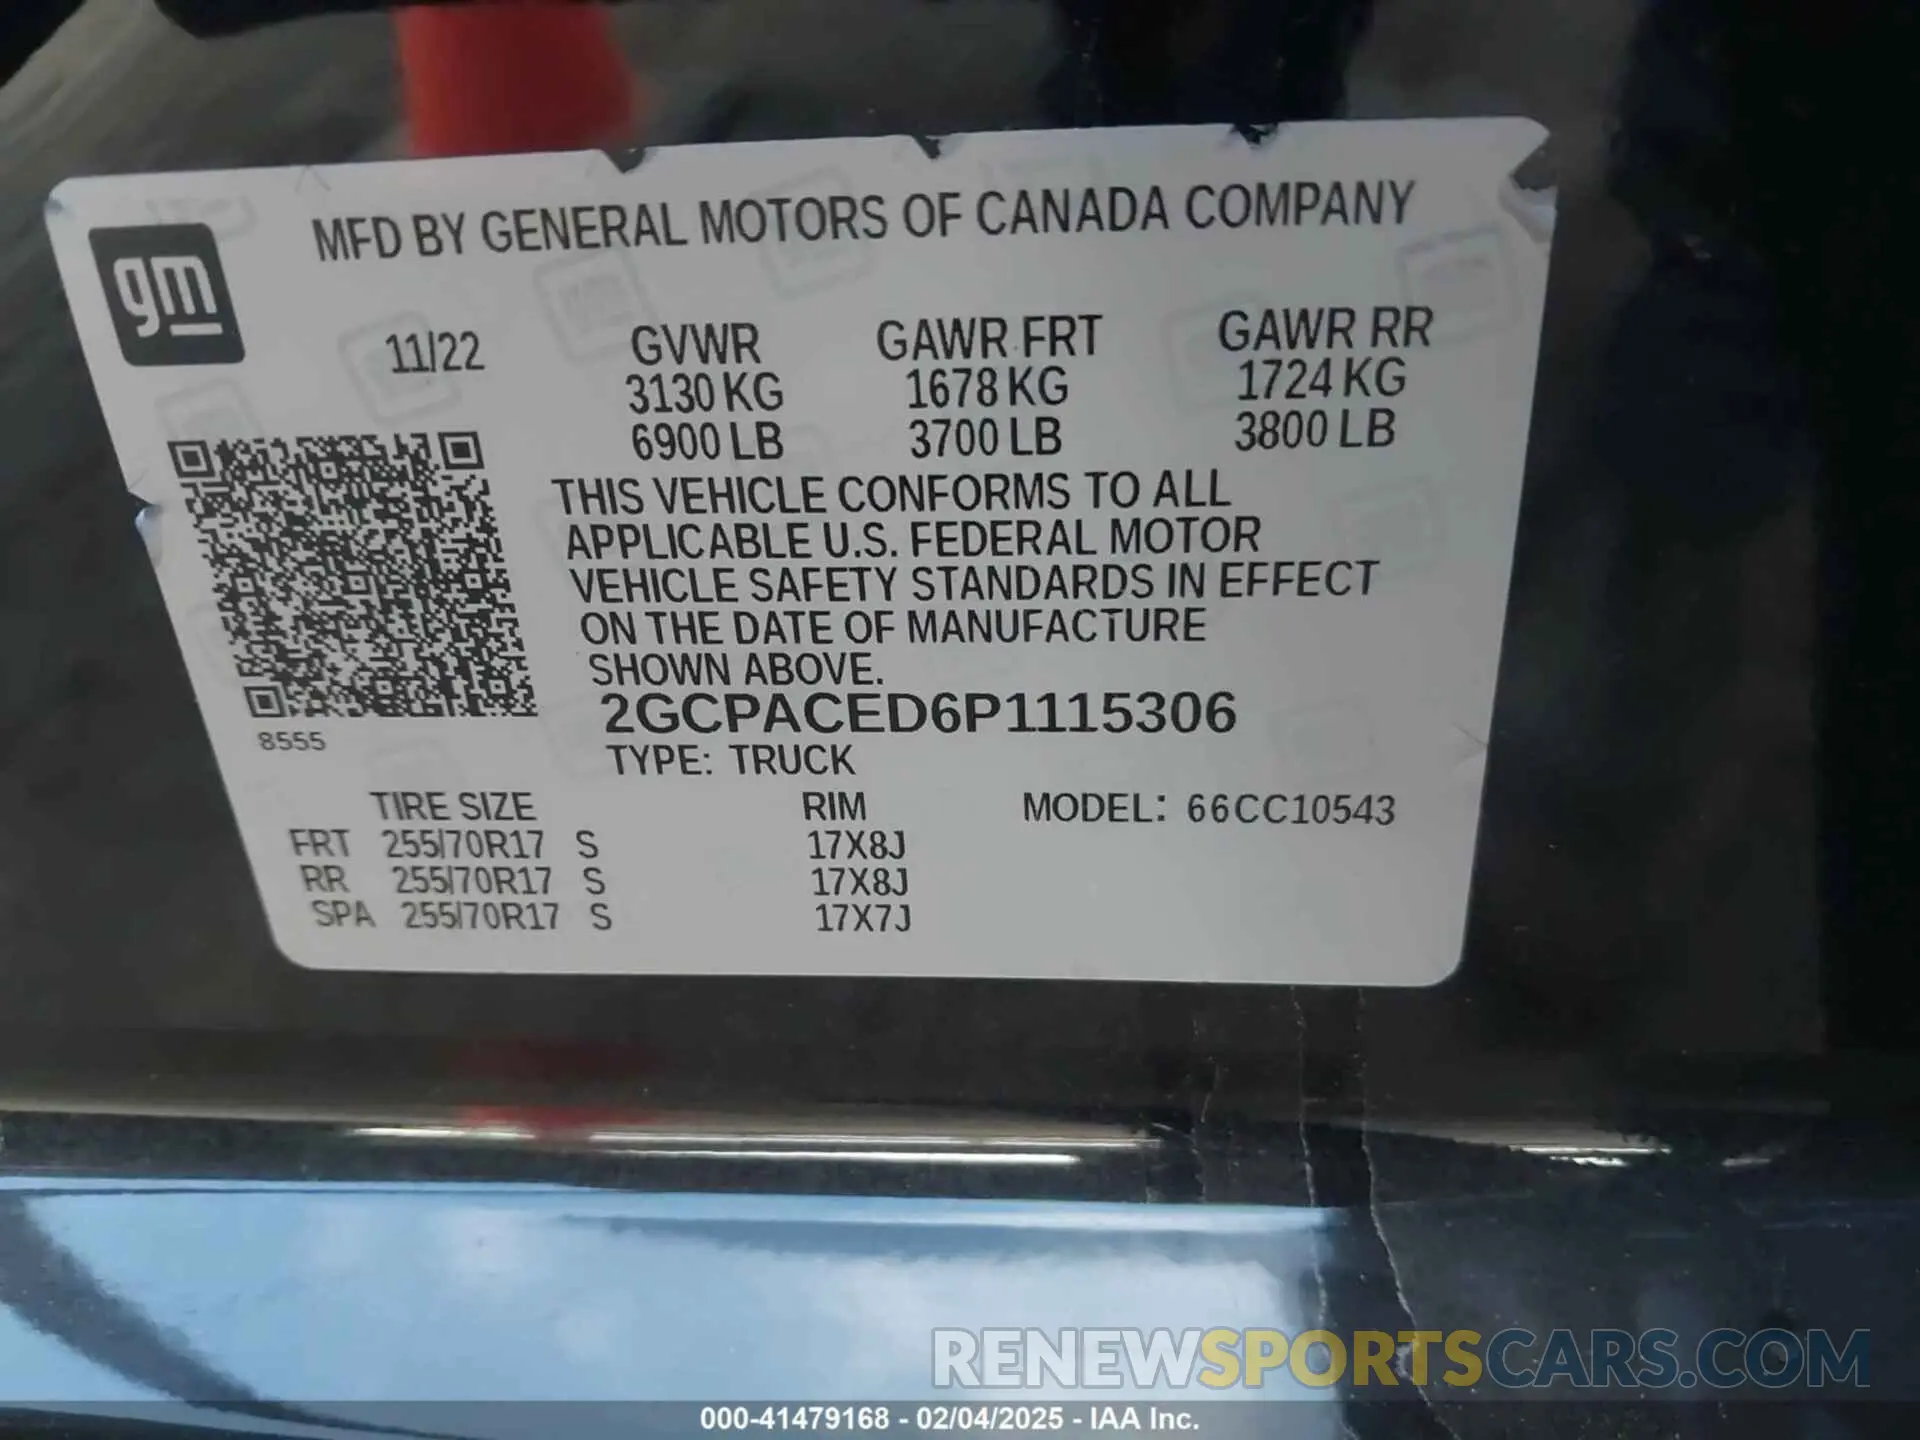 gm
MFD BY GENERAL MOTORS OF CANADA COMPANY
11/22 GVWR GAWR FRT GAWR RR
3130 KG 1678 KG 1724 KG
6900 LB 3700 LB 3800 LB
THIS VEHICLE CONFORMS TO ALL
APPLICABLE U.S. FEDERAL MOTOR
VEHICLE SAFETY STANDARDS IN EFFECT
ON THE DATE OF MANUFACTURE
SHOWN ABOVE.
2GCPACED6P1115306
8555
TYPE: TRUCK
TIRE SIZE RIM MODEL: 66CC10543
FRT 255/70R17 S 17X8J
RR 255/70R17 S 17X8J
SPA 255/70R17 S 17X7J
RENEWSPORTSCARS.COM
000-41479168 - 02/04/2025 - IAA Inc.